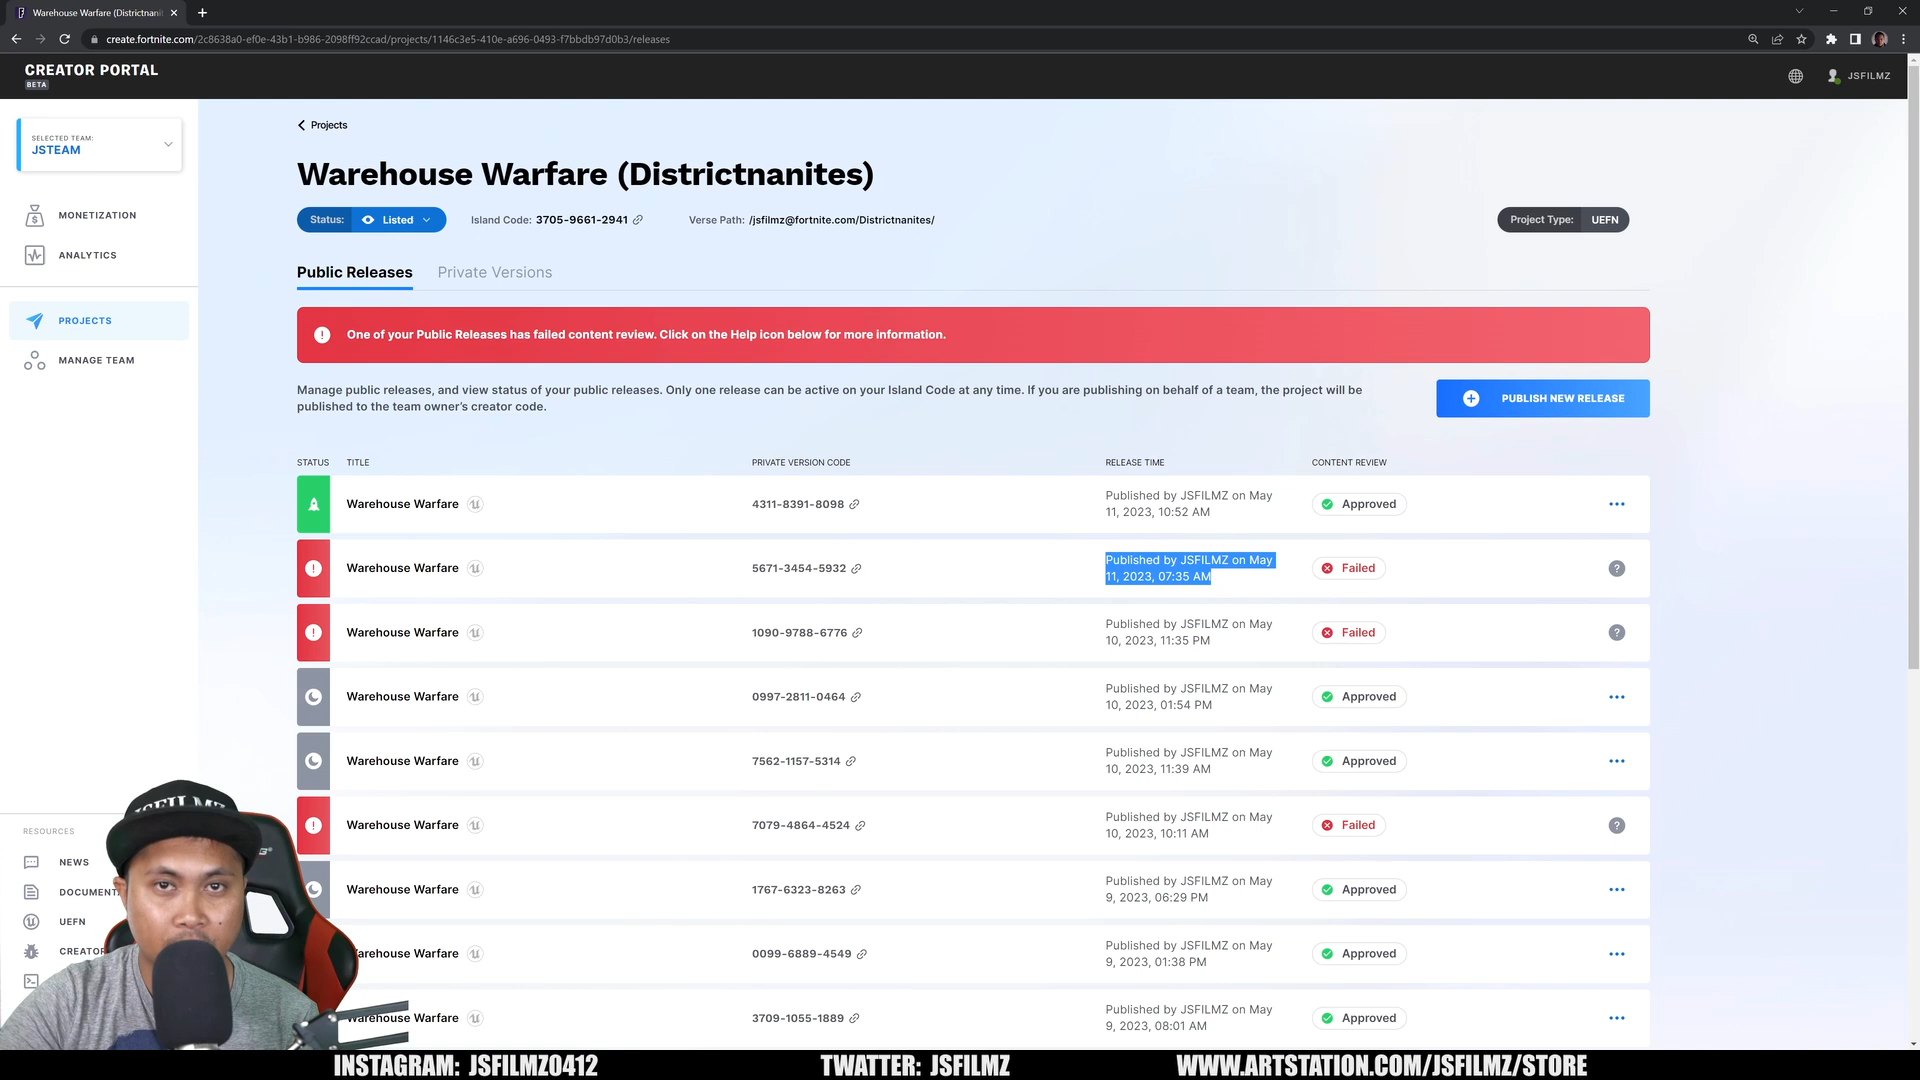 Warehouse Warfare (Districtnanit
create.fortnite.com/2c8638a0-ef0e-43b1-b986-2098ff92ccad/projects/1146c3e5-410e-a696-0493-f7bbdb97d0b3/releases
CREATOR PORTAL
BETA
JSFILMZ
SELECTED TEAM:
JSTEAM
MONETIZATION
ANALYTICS
PROJECTS
MANAGE TEAM
RESOURCES
NEWS
DOCUMENTA
UEFN
CREATOR
Projects
Warehouse Warfare (Districtnanites)
Status: Listed Island Code: 3705-9661-2941 Verse Path: /jsfilmz@fortnite.com/Districtnanites/ Project Type: UEFN
Public Releases Private Versions
One of your Public Releases has failed content review. Click on the Help icon below for more information.
Manage public releases, and view status of your public releases. Only one release can be active on your Island Code at any time. If you are publishing on behalf of a team, the project will be
published to the team owner's creator code.
PUBLISH NEW RELEASE
STATUS TITLE PRIVATE VERSION CODE RELEASE TIME CONTENT REVIEW
Warehouse Warfare 4311-8391-8098 Published by JSFILMZ on May
11, 2023, 10:52 AM Approved
Warehouse Warfare 5671-3454-5932 Published by JSFILMZ on May
11, 2023, 07:35 AM Failed
Warehouse Warfare 1090-9788-6776 Published by JSFILMZ on May
10, 2023, 11:35 PM Failed
Warehouse Warfare 0997-2811-0464 Published by JSFILMZ on May
10, 2023, 01:54 PM Approved
Warehouse Warfare 7562-1157-5314 Published by JSFILMZ on May
10, 2023, 11:39 AM Approved
Warehouse Warfare 7079-4864-4524 Published by JSFILMZ on May
10, 2023, 10:11 AM Failed
Warehouse Warfare 1767-6323-8263 Published by JSFILMZ on May
9, 2023, 06:29 PM Approved
arehouse Warfare 0099-6889-4549 Published by JSFILMZ on May
9, 2023, 01:38 PM Approved
Warehouse Warfare 3709-1055-1889 Published by JSFILMZ on May
9, 2023, 08:01 AM Approved
JSFILMZ
INSTAGRAM: JSFILMZ0412 TWATTER: JSFILMZ WWW.ARTSTATION.COM/JSFILMZ/STORE